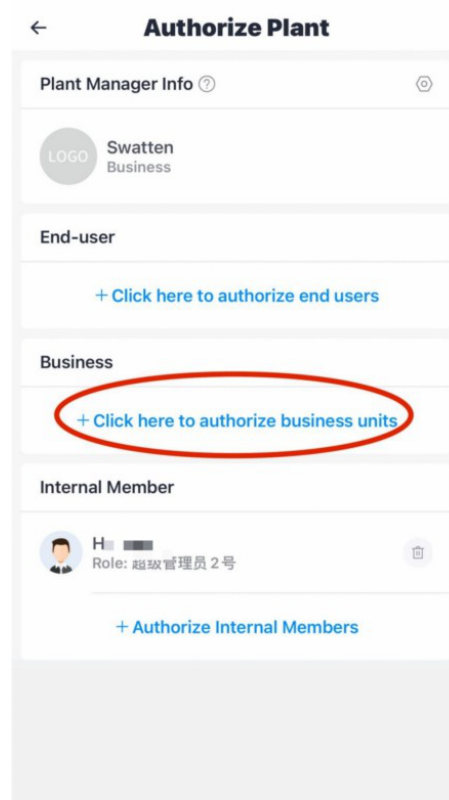 Authorize Plant
Plant Manager Info
LOGO
Swatten
Business
End-user
+ Click here to authorize end users
Business
+ Click here to authorize business units
Internal Member
H
Role: 超级管理员2号
+ Authorize Internal Members